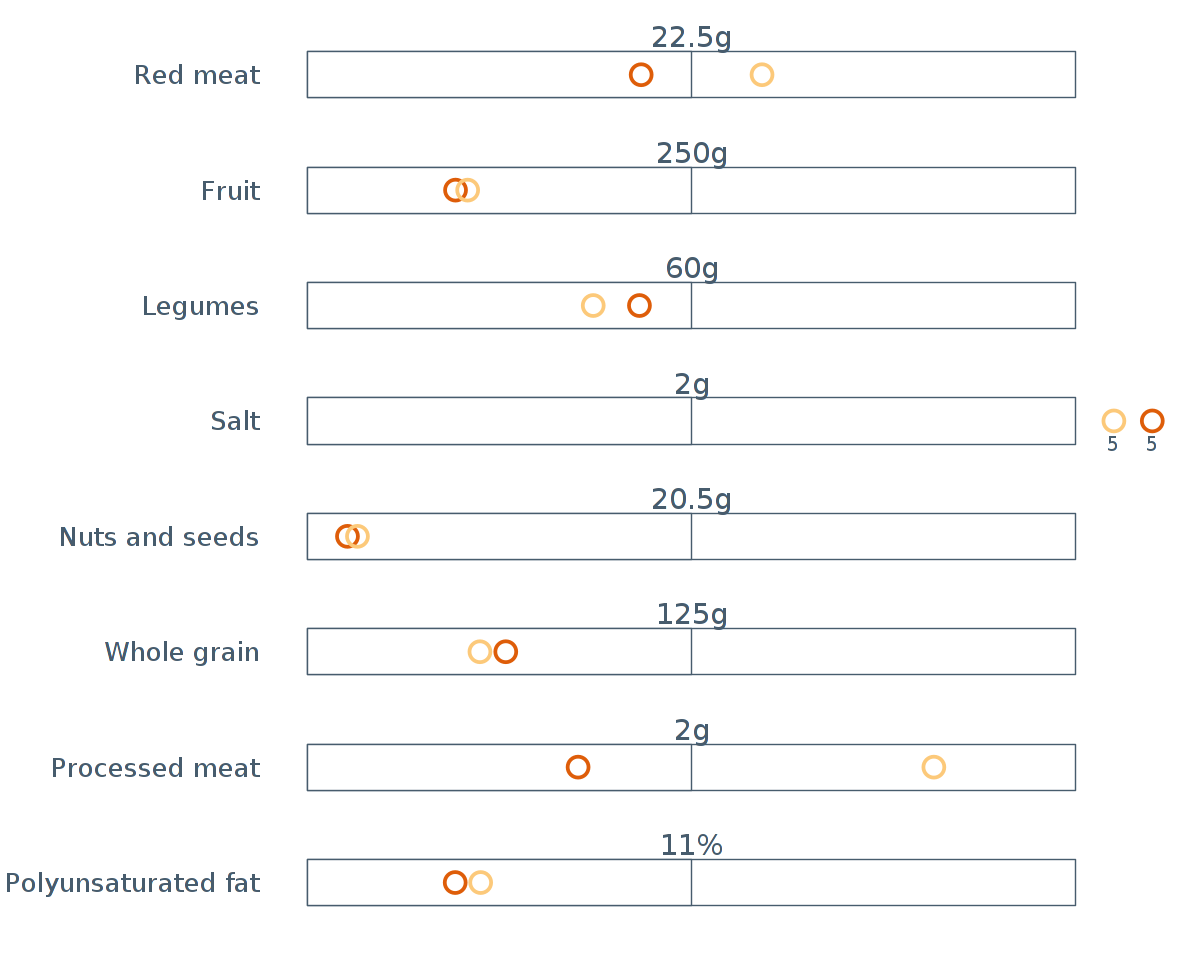 22.5g
Red meat
250g
Fruit
60g
Legumes
2g
Salt
5 5
20.5g
Nuts and seeds
125g
Whole grain
2g
Processed meat
11%
Polyunsaturated fat